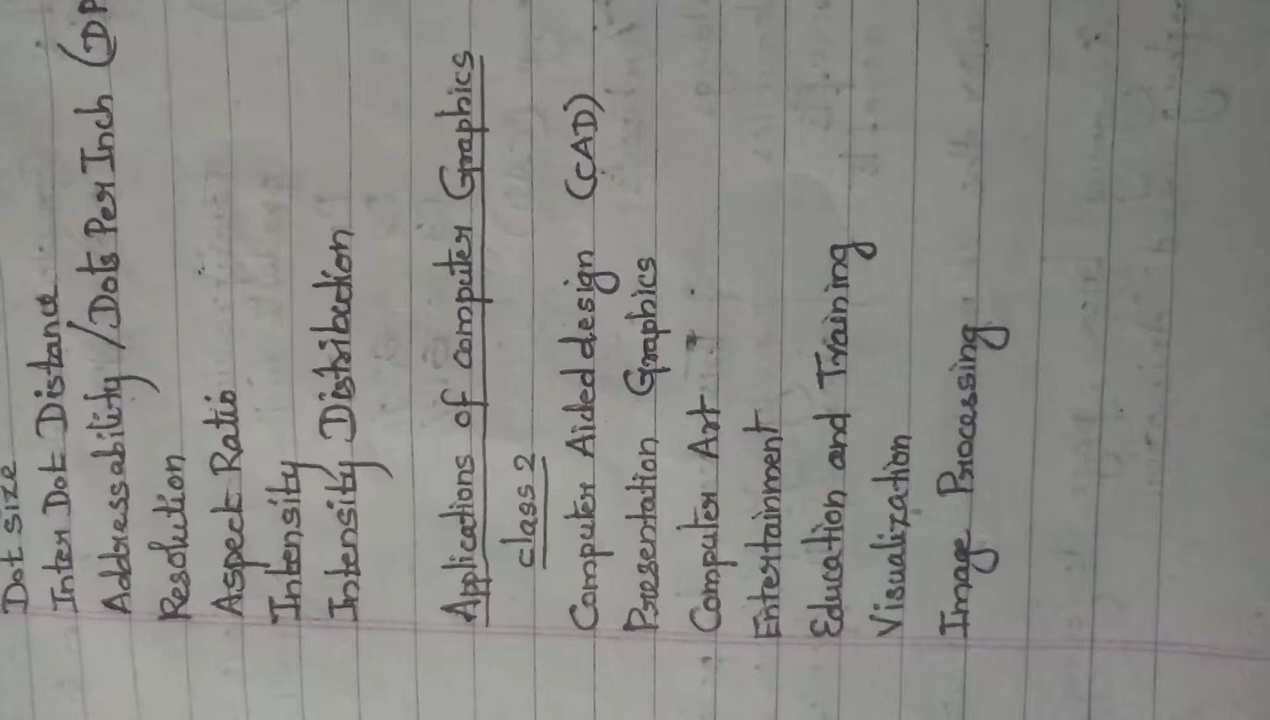 Dot size
Inter Dot Distance
Addressability/Dots Per Inch (DP
Resolution
Aspect Ratio
Intensity
Intensity Distribution
Applications of Computer Graphics
class 2
Computer Aided design (CAD)
Presentation Graphics
Computer Art
Entertainment
Education and Training
Visualization
Image Processing